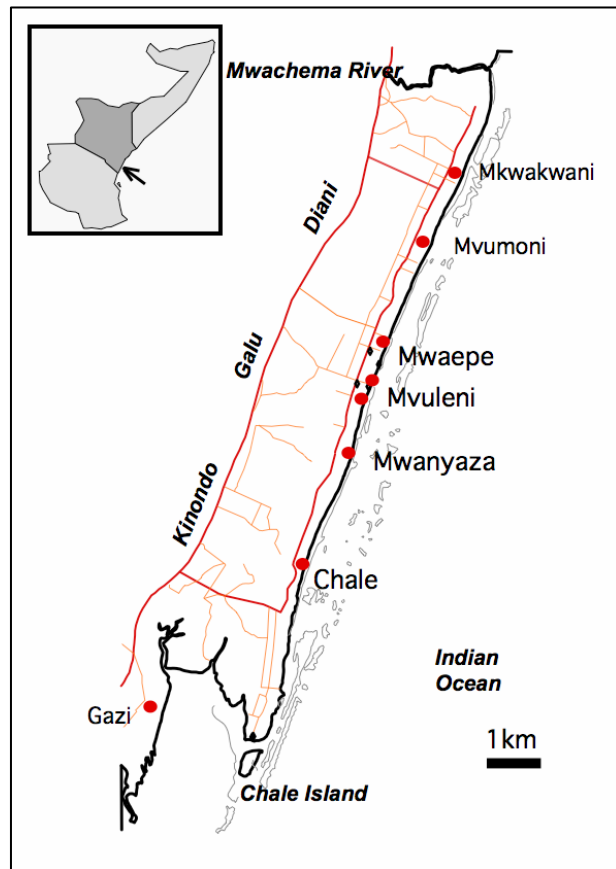 Mwachema River
Mkwakwani
Diani
Mvumoni
Galu
Mwaepe
Mvuleni
Mwanyaza
Kinondo
Chale
Indian
Ocean
Gazi
1km
Chale Island